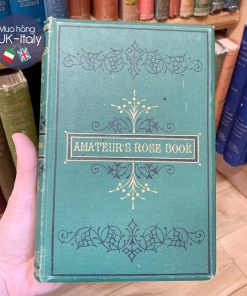 Mua hàng
UK-Italy
AMATEUR'S ROSE BOOK